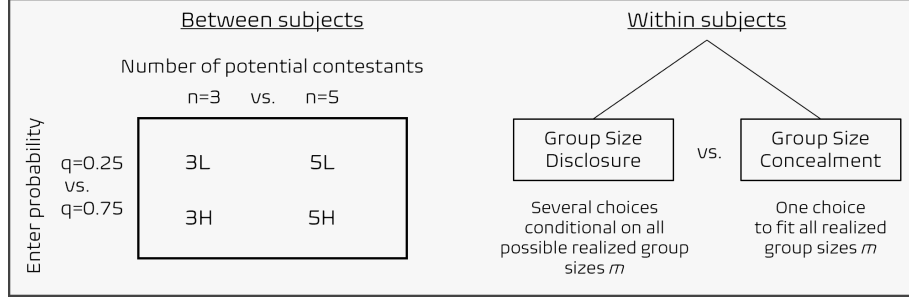 Between subjects
Number of potential contestants
n=3 vs. n=5
Enter probability
q=0.25
vs.
q=0.75
3L 5L
3H 5H
Within subjects
Group Size
Disclosure
vs.
Group Size
Concealment
Several choices
conditional on all
possible realized group
sizes m
One choice
to fit all realized
group sizes m